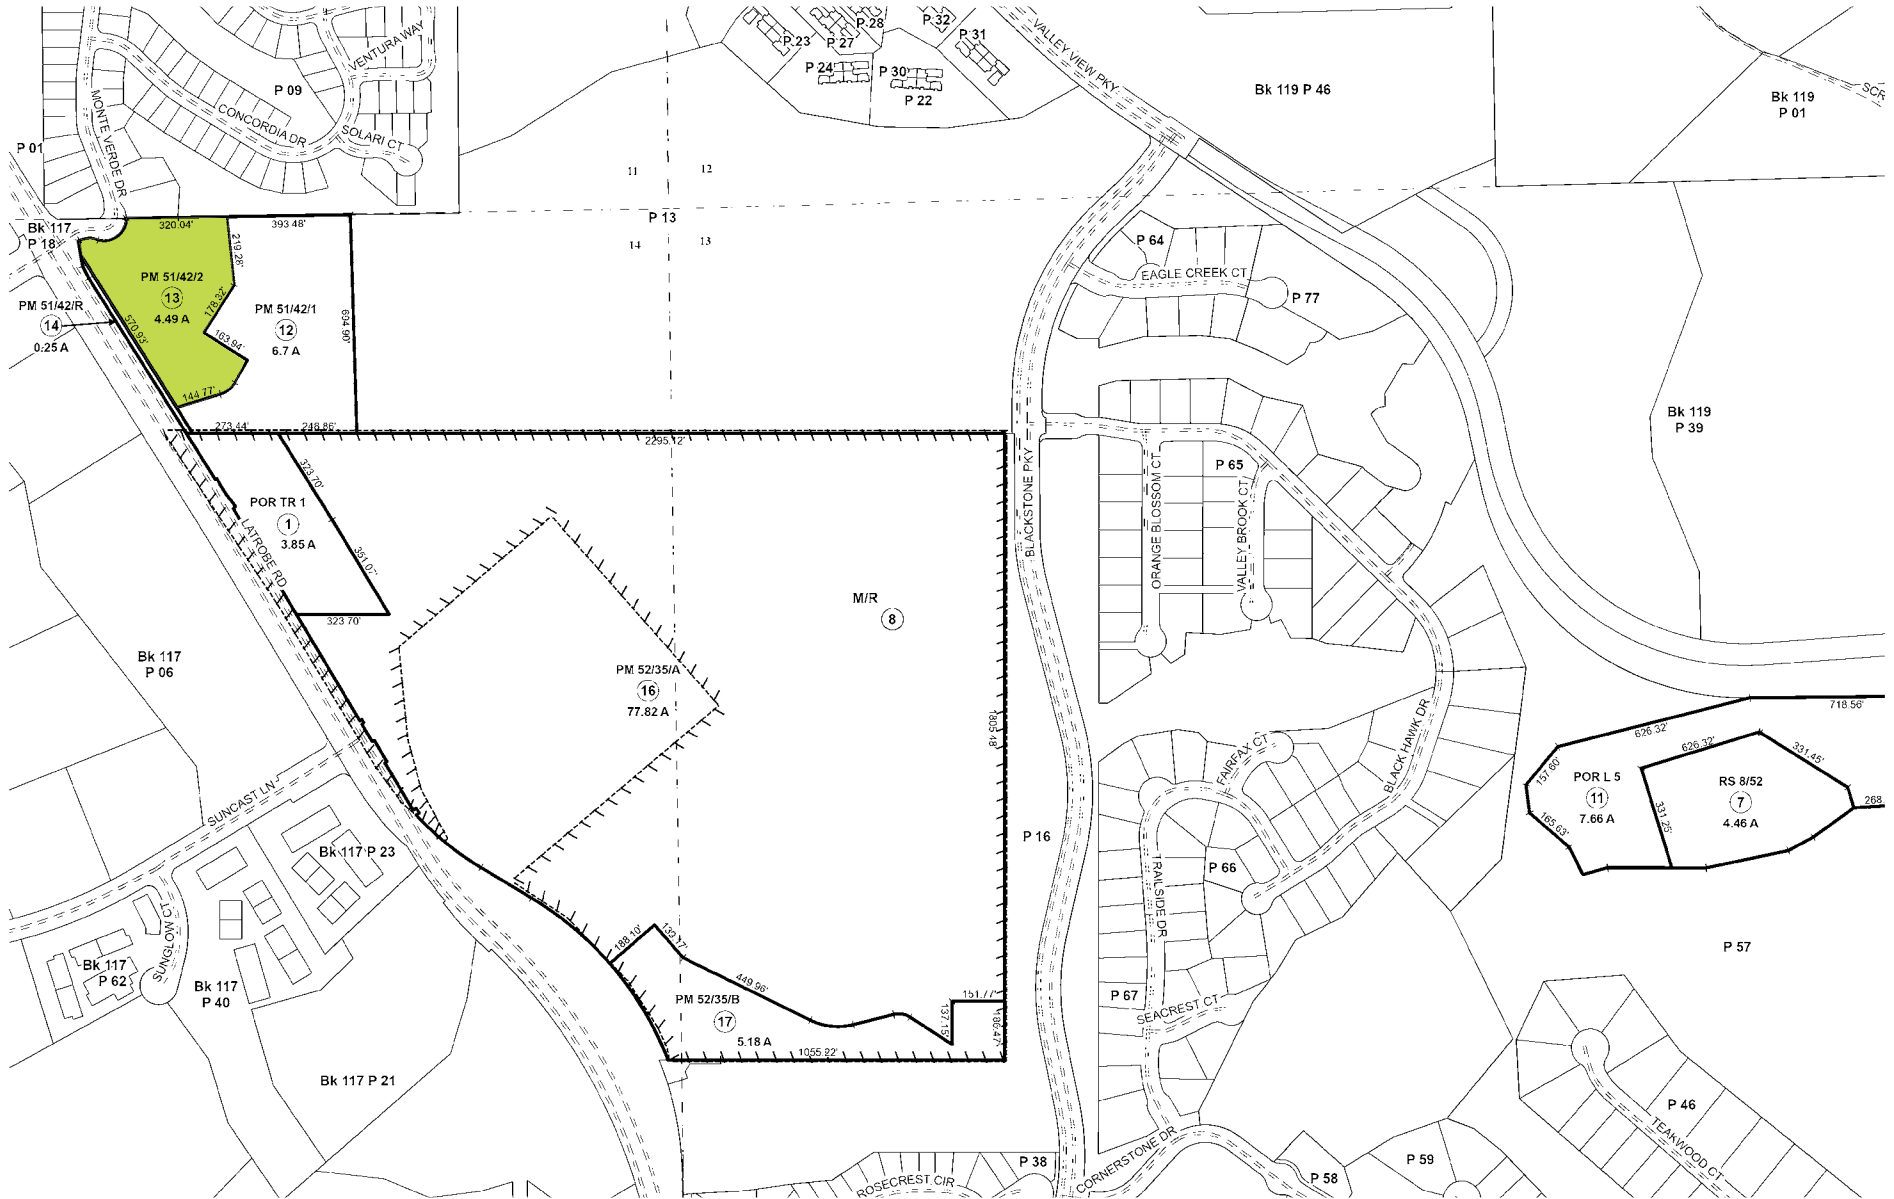 P 23
P 27
P 28
P 32
P 31
P 24
P 30
P 22
VENTURA WAY
P 09
CONCORDIA DR
SOLARI CT
MONTE VERDE DR
P 01
VALLEY VIEW PKY
Bk 119 P 46
Bk 119
P 01
SCR
11
12
P 13
14
13
Bk 117
P 18
320.04'
393.48'
219.28'
PM 51/42/2
13
4.49 A
178.32'
163.94'
570.93'
144.77'
PM 51/42/1
12
6.7 A
604.90'
PM 51/42/R
14
0.25 A
P 64
EAGLE CREEK CT
P 77
273.44'
248.86'
2295.12'
Bk 119
P 39
POR TR 1
1
3.85 A
323.70'
351.07'
323.70'
LATROBE RD
BLACKSTONE PKY
P 65
ORANGE BLOSSOM CT
VALLEY BROOK CT
M/R
8
Bk 117
P 06
PM 52/35/A
16
77.82 A
1805.48'
BLACK HAWK DR
FAIRFAX CT
718.56'
626.32'
626.32'
331.45'
157.60'
POR L 5
11
7.66 A
165.63'
331.25'
RS 8/52
7
4.46 A
268.
SUNCAST LN
Bk 117 P 23
P 16
P 66
TRAILSIDE DR
SUNGLOW CT
Bk 117
P 62
Bk 117
P 40
188.10'
139.17'
449.96'
PM 52/35/B
17
5.18 A
151.77'
137.15'
186.47'
1055.22'
P 67
SEACREST CT
P 57
Bk 117 P 21
P 46
TEAKWOOD CT
CORNERSTONE DR
P 38
ROSECREST CIR
P 58
P 59